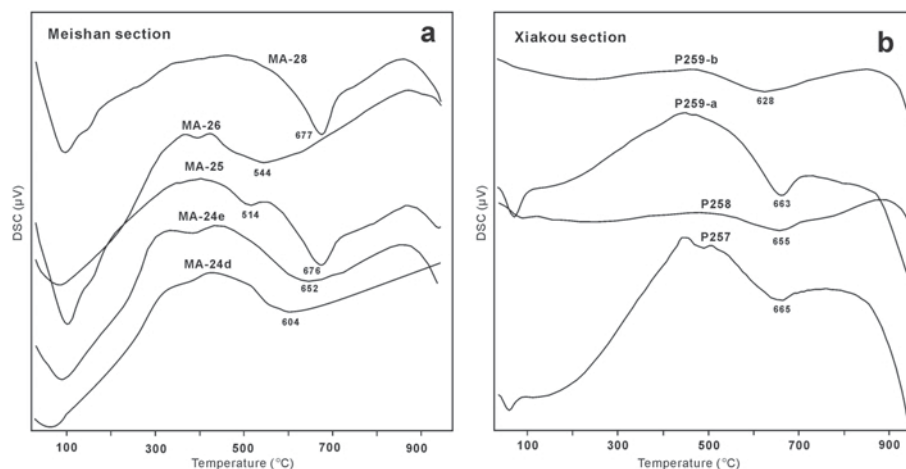 Meishan section
a
MA-28
677
MA-26
544
MA-25
514
676
MA-24e
652
MA-24d
604
DSC (µV)
100 300 500 700 900
Temperature (°C)
Xiakou section
b
P259-b
628
P259-a
663
P258
655
P257
665
DSC (µV)
100 300 500 700 900
Temperature (°C)